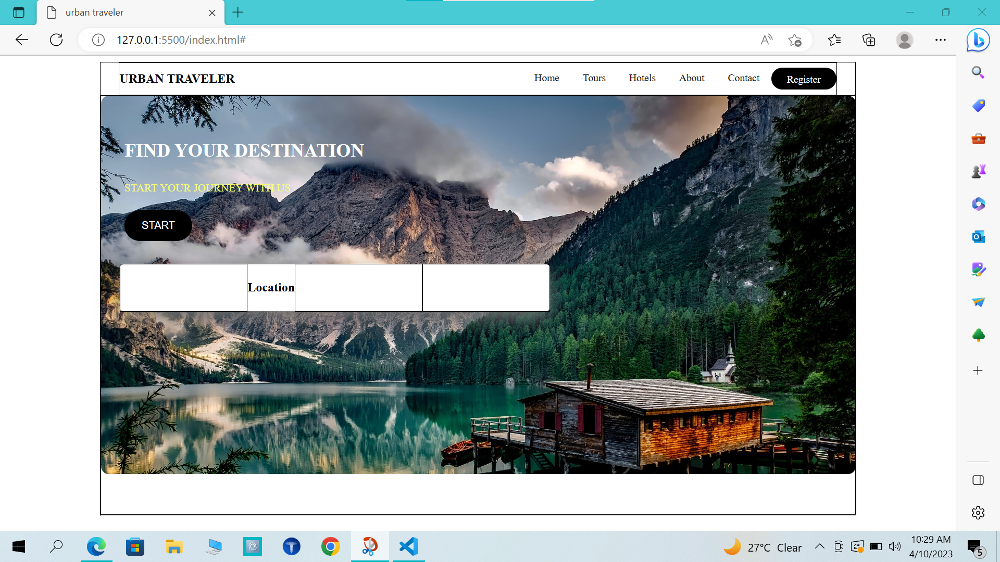 urban traveler
127.0.0.1:5500/index.html#
URBAN TRAVELER
Home
Tours
Hotels
About
Contact
Register
FIND YOUR DESTINATION
START YOUR JOURNEY WITH US
START
Location
27°C Clear
10:29 AM
4/10/2023
5